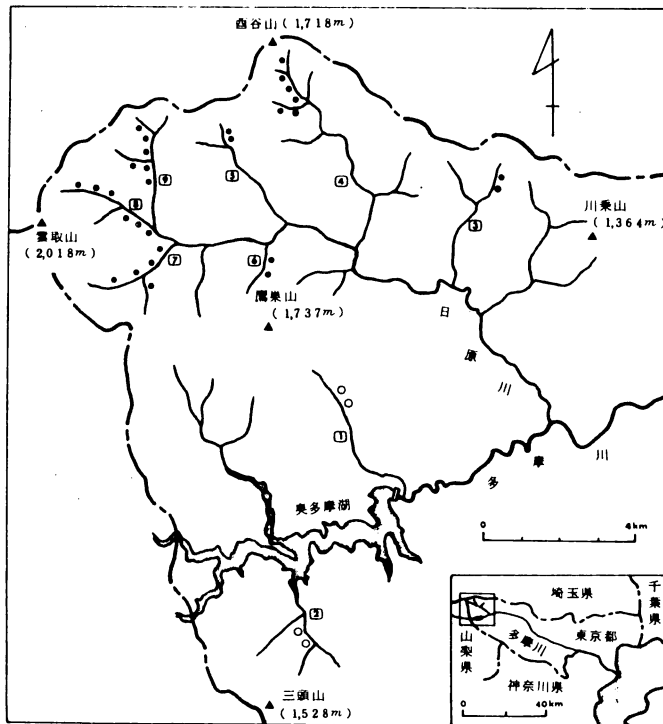 酉谷山(1,718m)
雲取山
(2,018m)
川乗山
(1,364m)
鷹巣山
(1,737m)
9
5
4
8
3
7
6
日原川
1
多摩川
奥多摩湖
0 4km
2
三頭山
(1,528m)
埼玉県
千葉県
東京都
多摩川
山梨県
神奈川県
0 40km